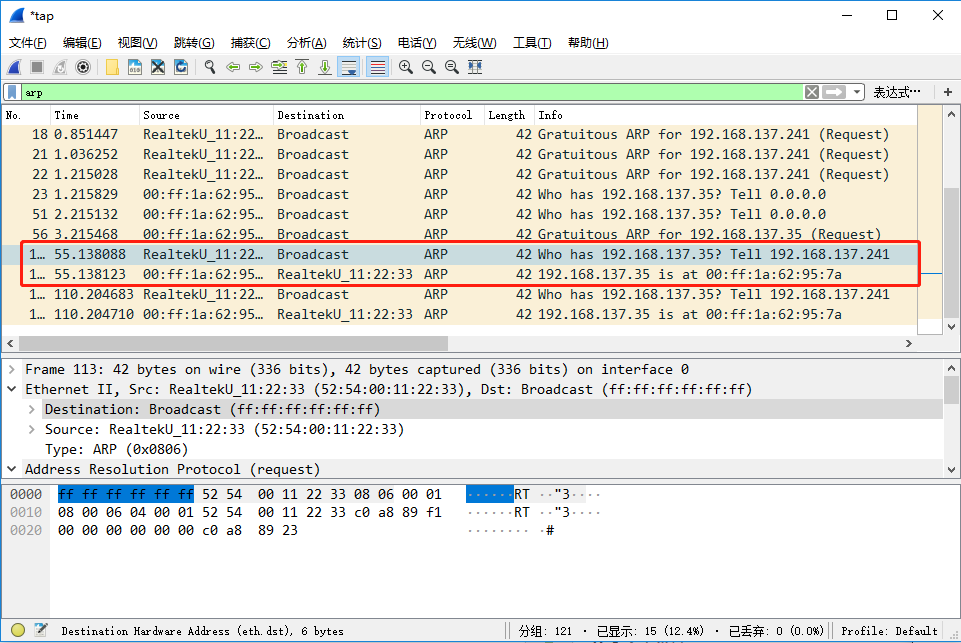 *tap
文件(F) 编辑(E) 视图(V) 跳转(G) 捕获(C) 分析(A) 统计(S) 电话(Y) 无线(W) 工具(T) 帮助(H)
arp 表达式… +
No. Time Source Destination Protocol Length Info
18 0.851447 RealtekU_11:22… Broadcast ARP 42 Gratuitous ARP for 192.168.137.241 (Request)
21 1.036252 RealtekU_11:22… Broadcast ARP 42 Gratuitous ARP for 192.168.137.241 (Request)
22 1.215028 RealtekU_11:22… Broadcast ARP 42 Gratuitous ARP for 192.168.137.241 (Request)
23 1.215829 00:ff:1a:62:95… Broadcast ARP 42 Who has 192.168.137.35? Tell 0.0.0.0
51 2.215132 00:ff:1a:62:95… Broadcast ARP 42 Who has 192.168.137.35? Tell 0.0.0.0
56 3.215468 00:ff:1a:62:95… Broadcast ARP 42 Gratuitous ARP for 192.168.137.35 (Request)
1… 55.138088 RealtekU_11:22… Broadcast ARP 42 Who has 192.168.137.35? Tell 192.168.137.241
1… 55.138123 00:ff:1a:62:95… RealtekU_11:22:33 ARP 42 192.168.137.35 is at 00:ff:1a:62:95:7a
1… 110.204683 RealtekU_11:22… Broadcast ARP 42 Who has 192.168.137.35? Tell 192.168.137.241
1… 110.204710 00:ff:1a:62:95… RealtekU_11:22:33 ARP 42 192.168.137.35 is at 00:ff:1a:62:95:7a
Frame 113: 42 bytes on wire (336 bits), 42 bytes captured (336 bits) on interface 0
Ethernet II, Src: RealtekU_11:22:33 (52:54:00:11:22:33), Dst: Broadcast (ff:ff:ff:ff:ff:ff)
Destination: Broadcast (ff:ff:ff:ff:ff:ff)
Source: RealtekU_11:22:33 (52:54:00:11:22:33)
Type: ARP (0x0806)
Address Resolution Protocol (request)
0000 ff ff ff ff ff ff 52 54 00 11 22 33 08 06 00 01 ······RT ··"3····
0010 08 00 06 04 00 01 52 54 00 11 22 33 c0 a8 89 f1 ······RT ··"3····
0020 00 00 00 00 00 00 c0 a8 89 23 ········ ·#
Destination Hardware Address (eth.dst), 6 bytes 分组: 121 · 已显示: 15 (12.4%) · 已丢弃: 0 (0.0%) Profile: Default